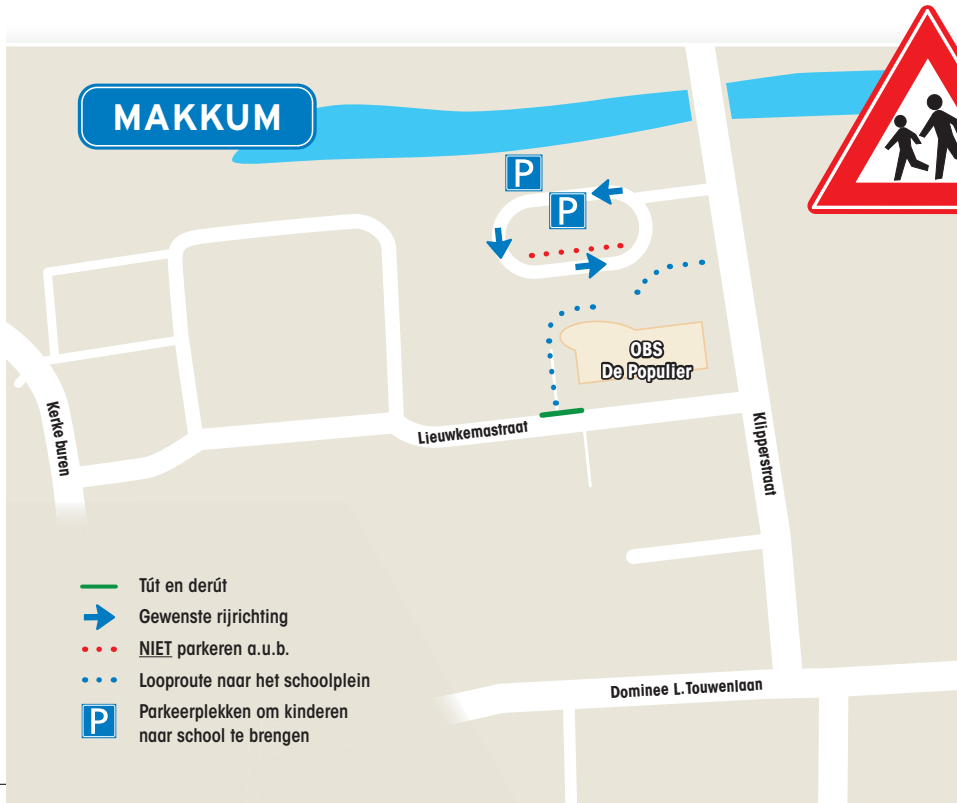 MAKKUM
P
P
OBS
De Populier
Lieuwkemastraat
Klipperstraat
Kerke buren
Dominee L. Touwenlaan
Tút en derút
Gewenste rijrichting
NIET parkeren a.u.b.
Looproute naar het schoolplein
P
Parkeerplekken om kinderen
naar school te brengen